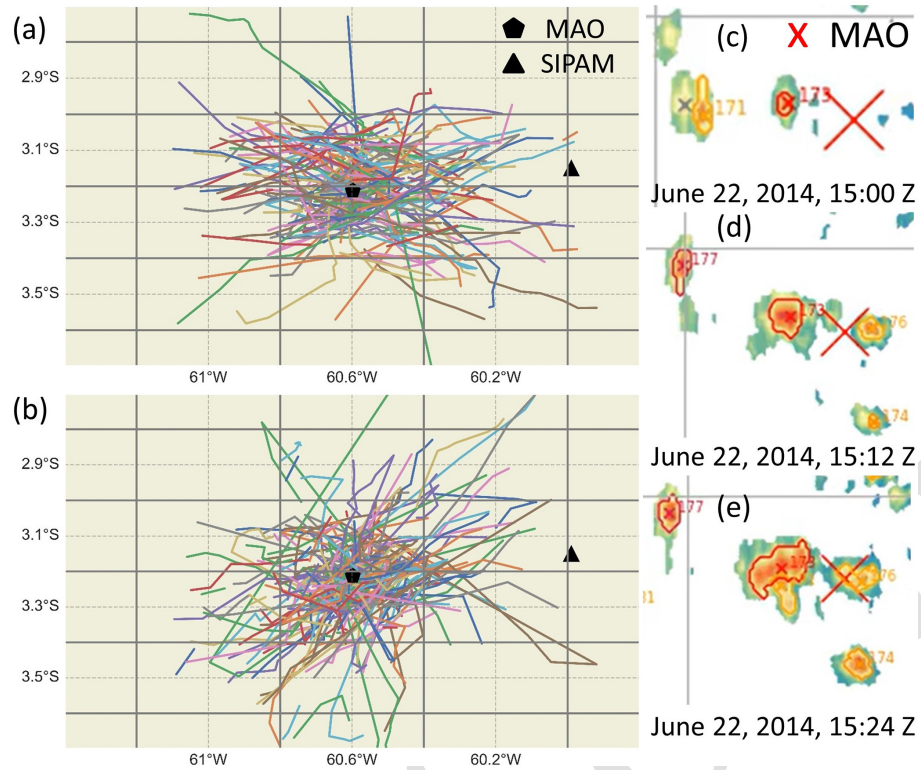 (a)
MAO
SIPAM
2.9°S
3.1°S
3.3°S
3.5°S
61°W
60.6°W
60.2°W
(b)
2.9°S
3.1°S
3.3°S
3.5°S
61°W
60.6°W
60.2°W
(c) X MAO
171
173
June 22, 2014, 15:00 Z
(d)
177
173
176
174
June 22, 2014, 15:12 Z
(e)
177
173
176
31
174
June 22, 2014, 15:24 Z